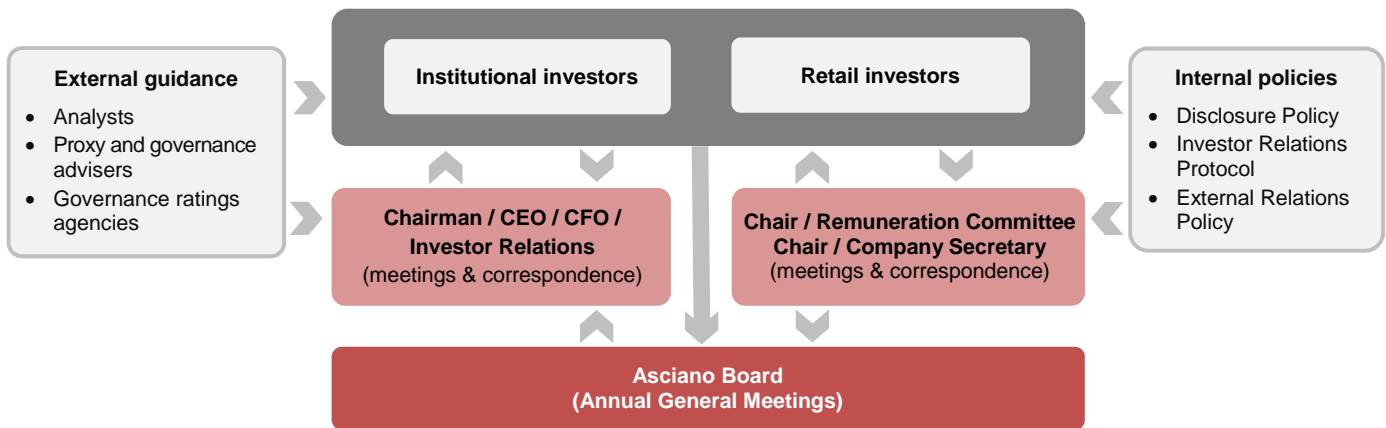 External guidance
• Analysts
• Proxy and governance
advisers
• Governance ratings
agencies
Institutional investors
Retail investors
Internal policies
• Disclosure Policy
• Investor Relations
Protocol
• External Relations
Policy
Chairman / CEO / CFO /
Investor Relations
(meetings & correspondence)
Chair / Remuneration Committee
Chair / Company Secretary
(meetings & correspondence)
Asciano Board
(Annual General Meetings)